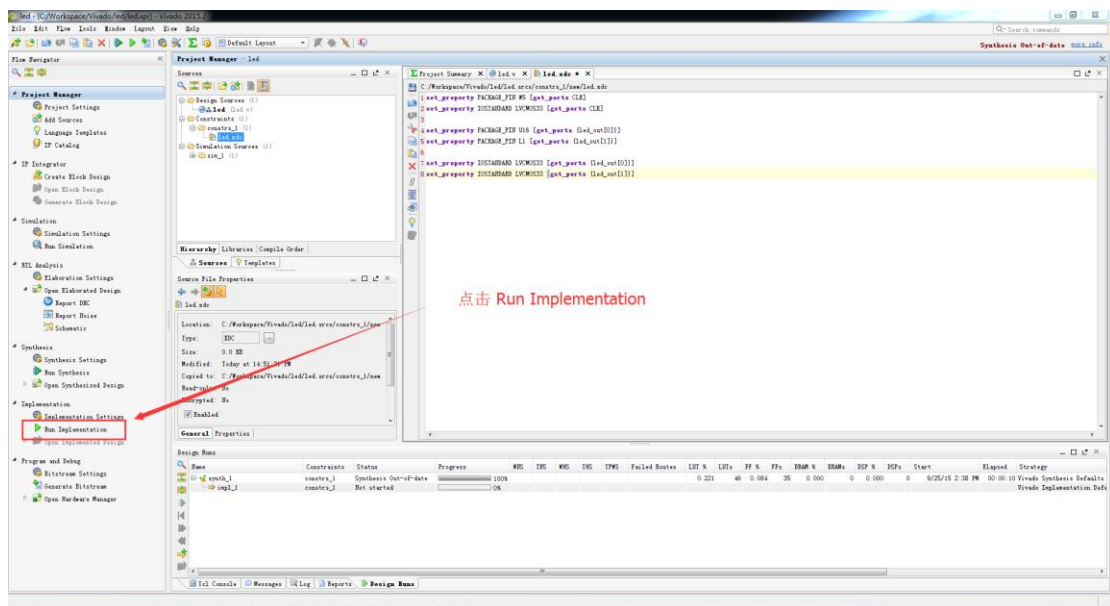 led - [C:/Workspace/Vivado/led/led.xpr] - Vivado 2015.2
File Edit Flow Tools Window Layout View Help
Search commands
Default Layout
Synthesis Out-of-date more info
Flow Navigator
Project Manager - led
Project Manager
Project Settings
Add Sources
Language Templates
IP Catalog
IP Integrator
Create Block Design
Open Block Design
Generate Block Design
Simulation
Simulation Settings
Run Simulation
RTL Analysis
Elaboration Settings
Open Elaborated Design
Report DRC
Report Noise
Schematic
Synthesis
Synthesis Settings
Run Synthesis
Open Synthesized Design
Implementation
Implementation Settings
Run Implementation
Open Implemented Design
Program and Debug
Bitstream Settings
Generate Bitstream
Open Hardware Manager
Sources
Design Sources (1)
led (led.v)
Constraints (1)
constrs_1 (1)
led.xdc
Simulation Sources (1)
sim_1 (1)
Hierarchy Libraries Compile Order
Sources Templates
Source File Properties
led.xdc
Location: C:/Workspace/Vivado/led/led.srcs/constrs_1/new
Type: XDC
Size: 0.0 KB
Modified: Today at 14:51:21 PM
Copied to: C:/Workspace/Vivado/led/led.srcs/constrs_1/new
Read-only: No
Encrypted: No
Enabled
General Properties
Project Summary led.v led.xdc *
C:/Workspace/Vivado/led/led.srcs/constrs_1/new/led.xdc
1 set_property PACKAGE_PIN W5 [get_ports CLK]
2 set_property IOSTANDARD LVCMOS33 [get_ports CLK]
3
4 set_property PACKAGE_PIN U16 [get_ports {led_out[0]}]
5 set_property PACKAGE_PIN L1 [get_ports {led_out[1]}]
6
7 set_property IOSTANDARD LVCMOS33 [get_ports {led_out[0]}]
8 set_property IOSTANDARD LVCMOS33 [get_ports {led_out[1]}]
点击 Run Implementation
Design Runs
Name Constraints Status Progress WNS TNS WHS THS TPWS Failed Routes LUT % LUTs FF % FFs BRAM % BRAMs DSP % DSPs Start Elapsed Strategy
synth_1 constrs_1 Synthesis Out-of-date 100% 0.221 46 0.084 35 0.000 0 0.000 0 9/25/15 2:38 PM 00:00:10 Vivado Synthesis Defaults
impl_1 constrs_1 Not started 0% Vivado Implementation Defa
Tcl Console Messages Log Reports Design Runs